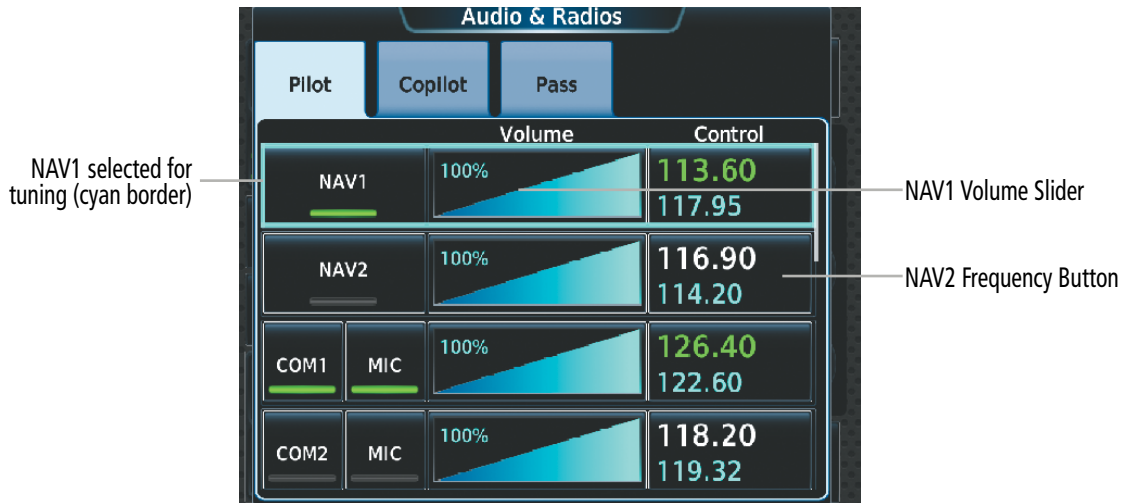 Audio & Radios
Pilot
Copilot
Pass
Volume
Control
NAV1 selected for
tuning (cyan border)
NAV1
100%
113.60
117.95
NAV1 Volume Slider
NAV2
100%
116.90
114.20
NAV2 Frequency Button
COM1
MIC
100%
126.40
122.60
COM2
MIC
100%
118.20
119.32